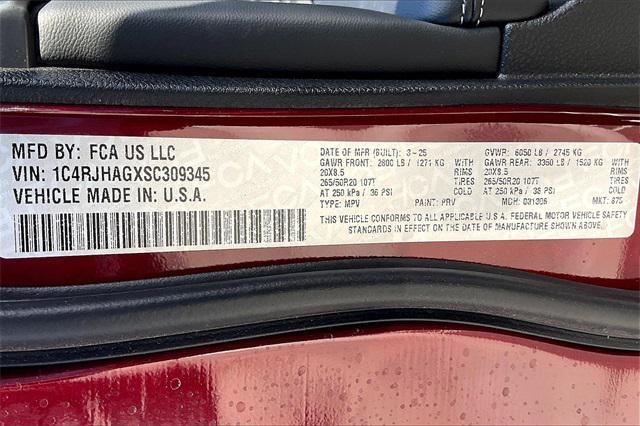 MFD BY: FCA US LLC
VIN: 1C4RJHAGXSC309345
VEHICLE MADE IN U.S.A.
DATE OF MFR (BUILT): 3-25 GVWR: 6050 LB / 2745 KG
GAWR FRONT: 2800 LB / 1271 KG WITH GAWR REAR: 3350 LB / 1520 KG WITH
20X8.5 RIMS 20X8.5 RIMS
265/50R20 107T TIRES 265/50R20 107T TIRES
AT 250 kPa / 36 PSI COLD AT 250 kPa / 36 PSI COLD
TYPE: MPV PAINT: PRV MDH: 031306 MKT: 875
THIS VEHICLE CONFORMS TO ALL APPLICABLE U.S.A. FEDERAL MOTOR VEHICLE SAFETY
STANDARDS IN EFFECT ON THE DATE OF MANUFACTURE SHOWN ABOVE.